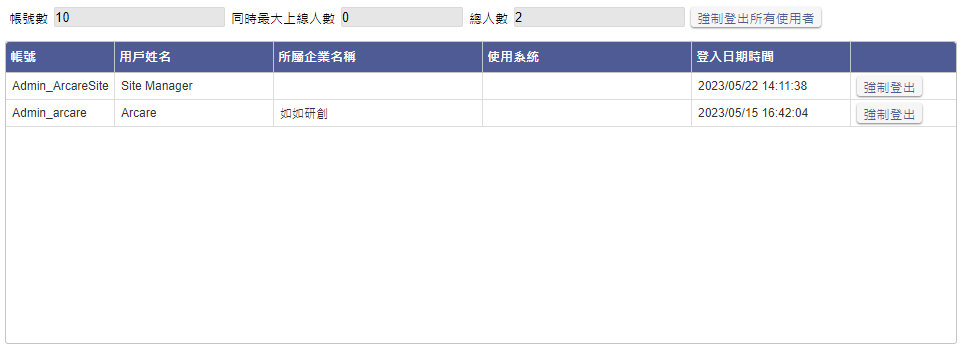 帳號數 10 同時最大上線人數 0 總人數 2 強制登出所有使用者
帳號 用戶姓名 所屬企業名稱 使用系統 登入日期時間
Admin_ArcareSite Site Manager 2023/05/22 14:11:38 強制登出
Admin_arcare Arcare 如如研創 2023/05/15 16:42:04 強制登出